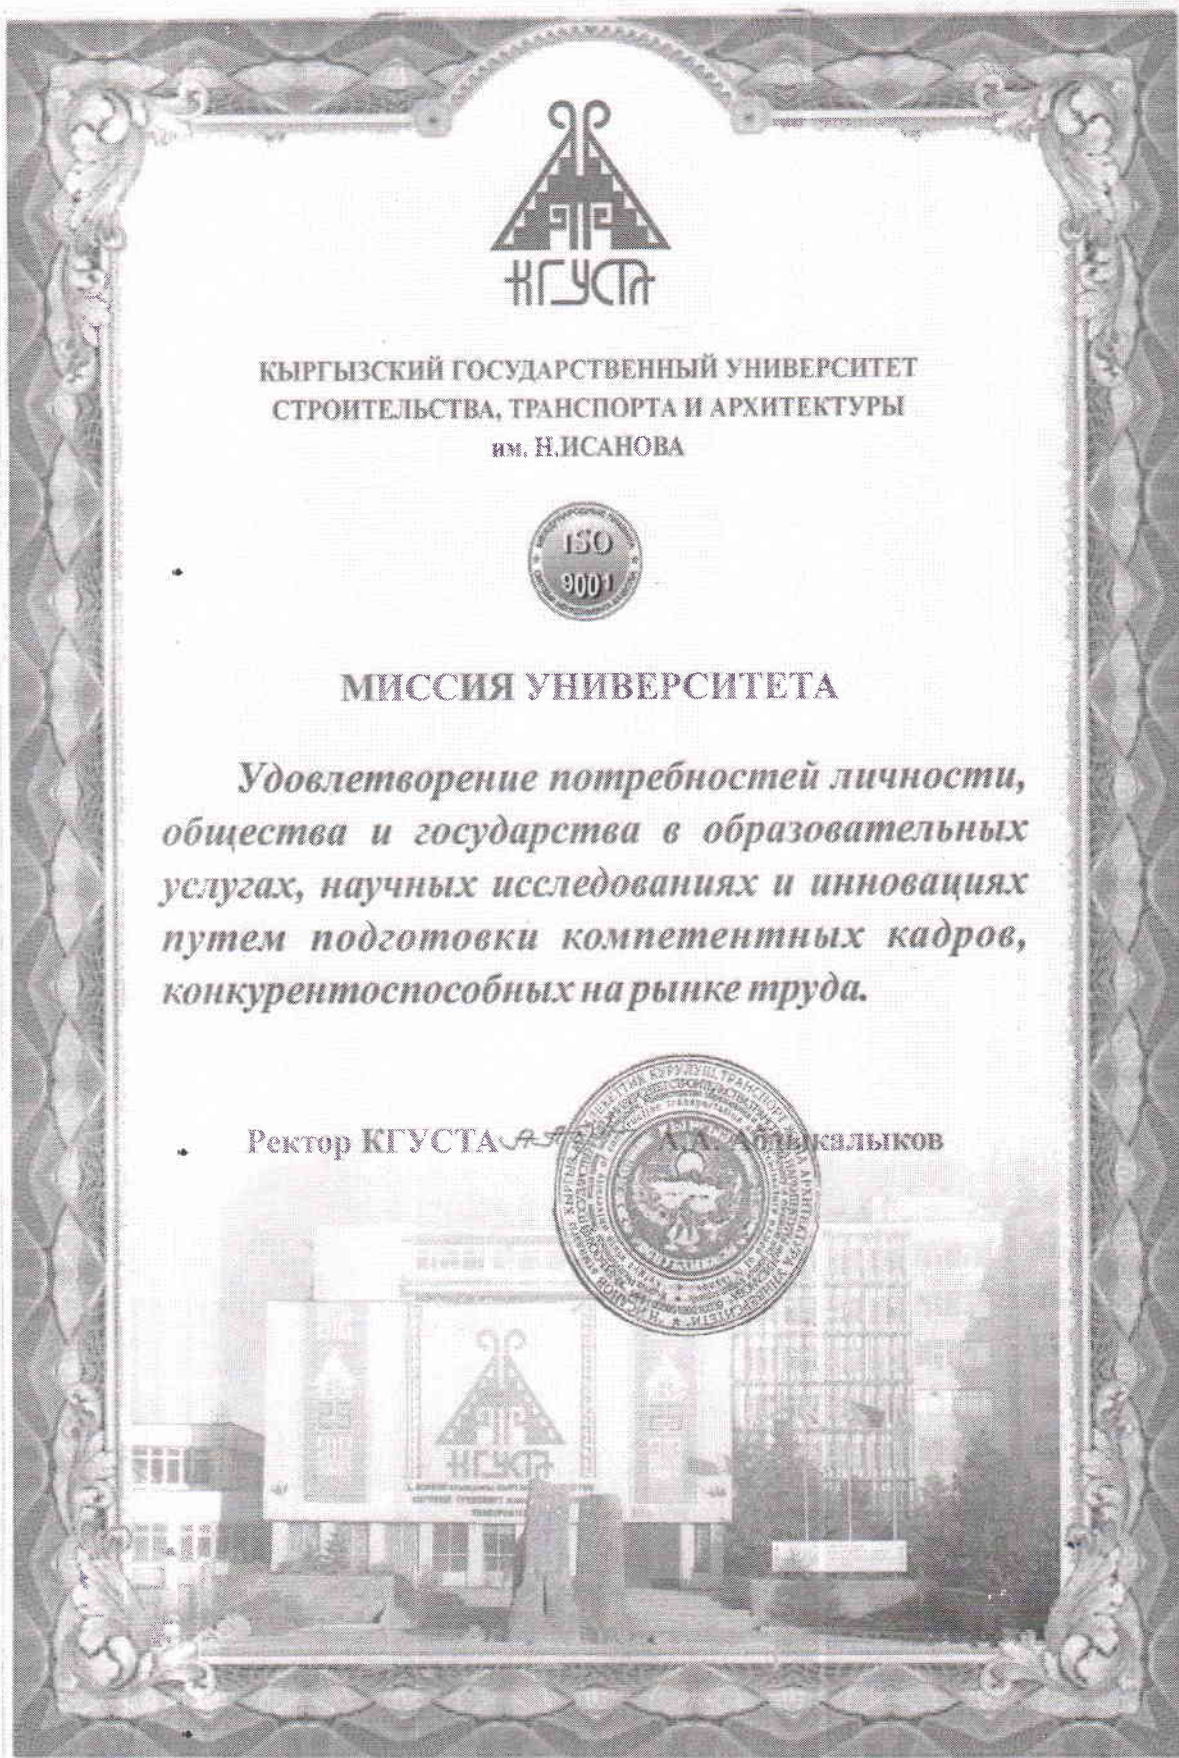 КГУСТА
КЫРГЫЗСКИЙ ГОСУДАРСТВЕННЫЙ УНИВЕРСИТЕТ
СТРОИТЕЛЬСТВА, ТРАНСПОРТА И АРХИТЕКТУРЫ
им. Н.ИСАНОВА
ISO
9001
МИССИЯ УНИВЕРСИТЕТА
Удовлетворение потребностей личности,
общества и государства в образовательных
услугах, научных исследованиях и инновациях
путем подготовки компетентных кадров,
конкурентоспособных на рынке труда.
Ректор КГУСТА А.А. Абдыкалыков
КГУСТА